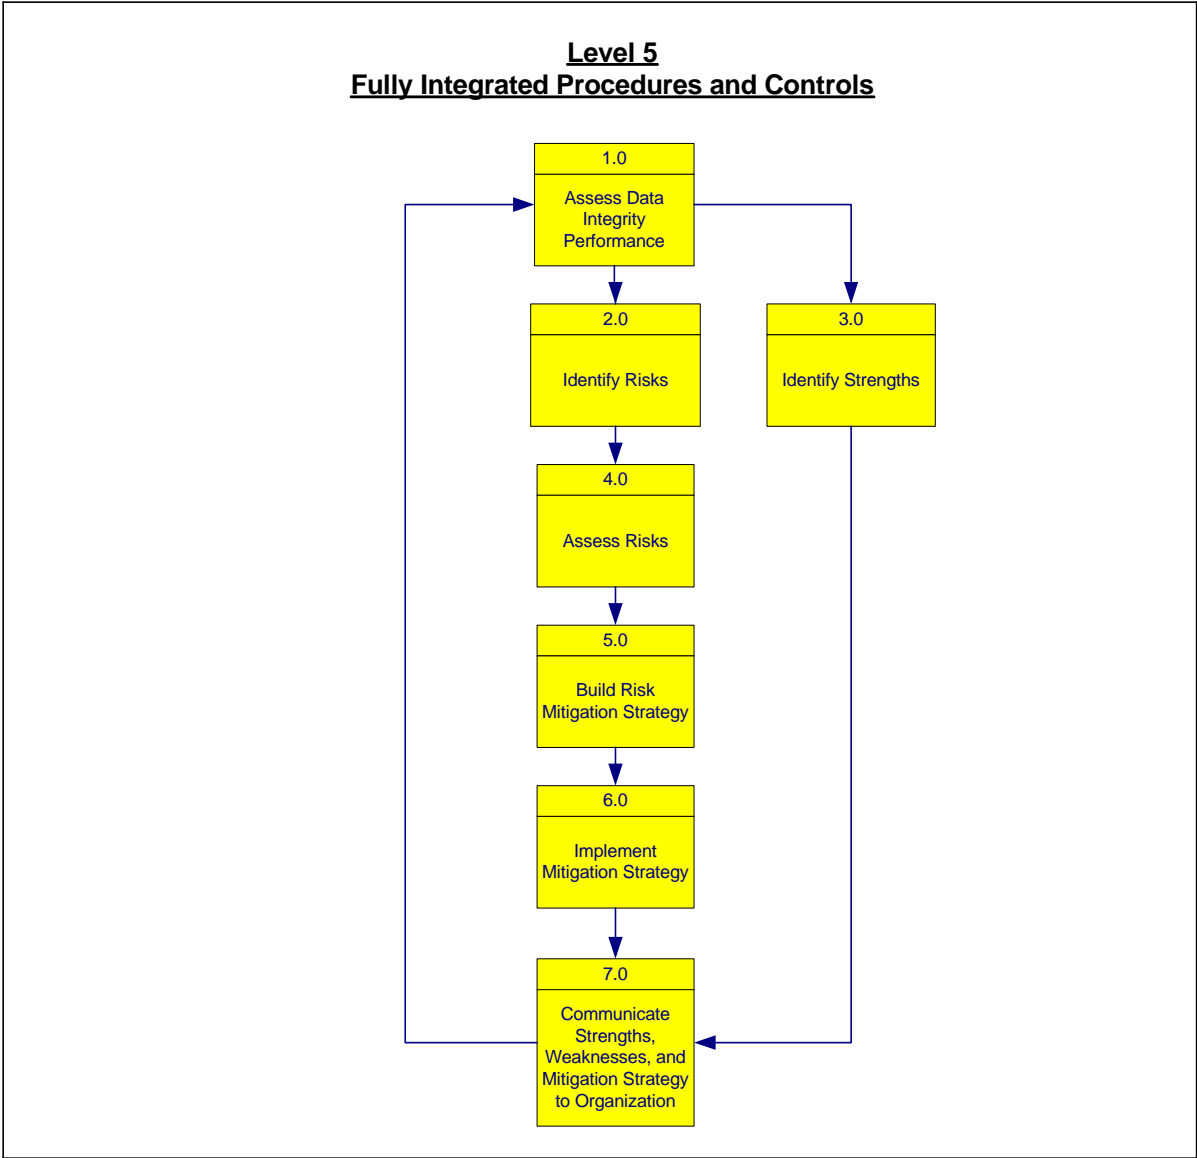 Level 5
Fully Integrated Procedures and Controls
1.0
Assess Data
Integrity
Performance
2.0
Identify Risks
3.0
Identify Strengths
4.0
Assess Risks
5.0
Build Risk
Mitigation Strategy
6.0
Implement
Mitigation Strategy
7.0
Communicate
Strengths,
Weaknesses, and
Mitigation Strategy
to Organization